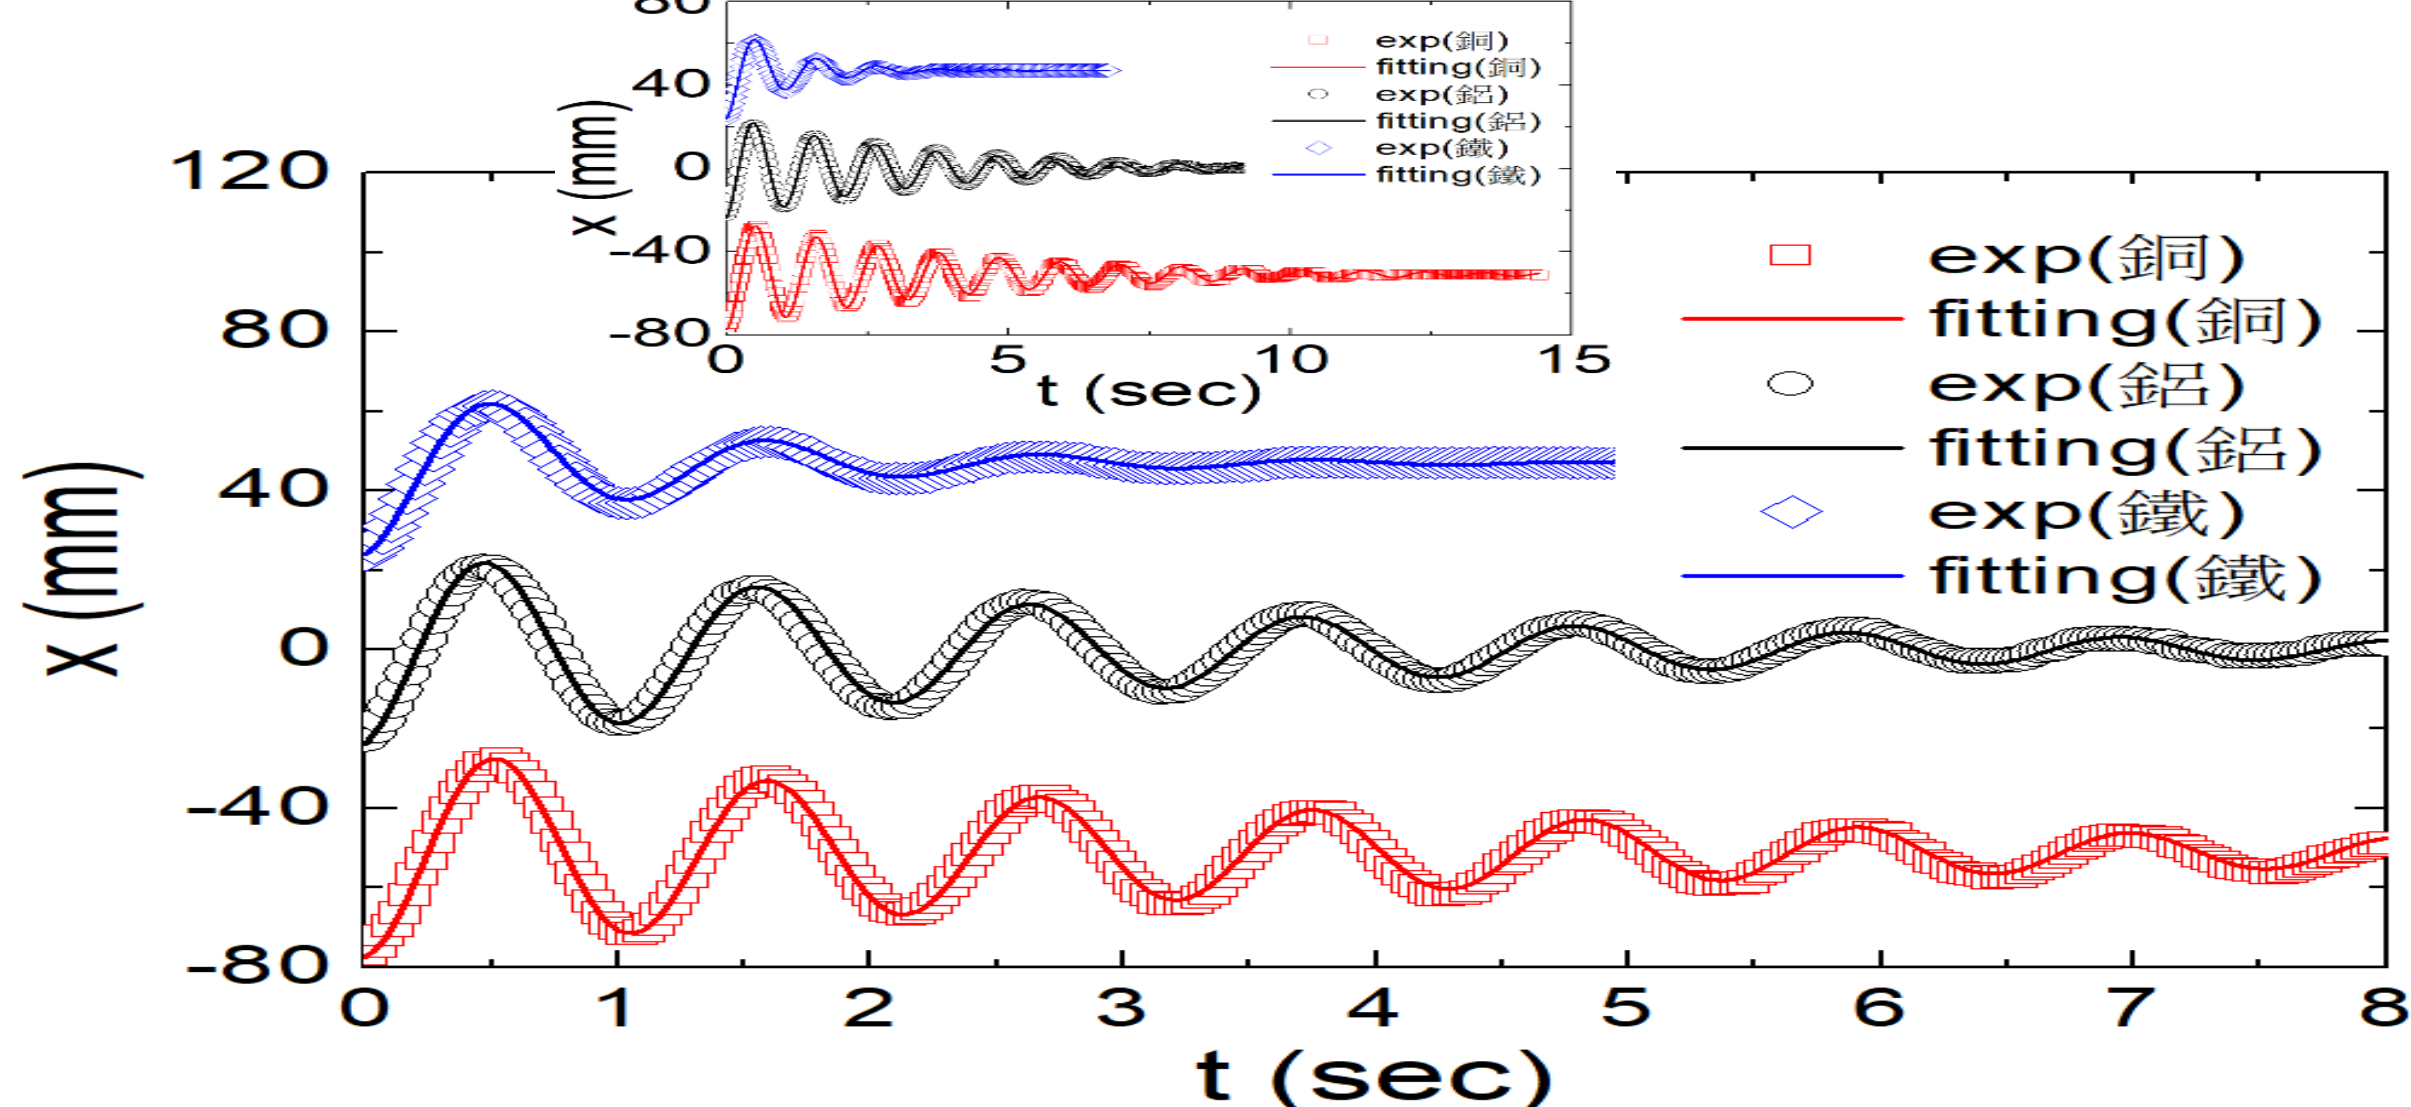 80
40
0
-40
-80
x (mm)
0 5 10 15
t (sec)
exp(銅)
fitting(銅)
exp(鋁)
fitting(鋁)
exp(鐵)
fitting(鐵)
120
80
40
0
-40
-80
x (mm)
exp(銅)
fitting(銅)
exp(鋁)
fitting(鋁)
exp(鐵)
fitting(鐵)
0 1 2 3 4 5 6 7 8
t (sec)